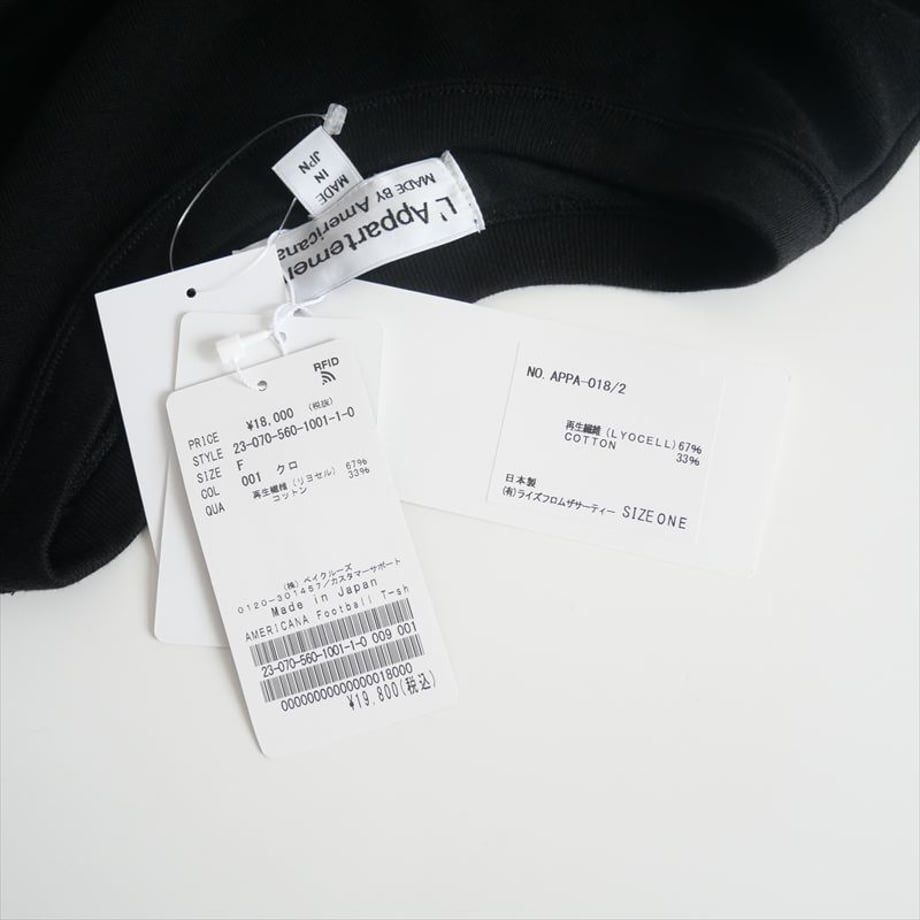 MADE
IN
JPN
L'Appartemen
MADE BY Americana
RFID
PRICE ¥18,000 (税抜)
STYLE 23-070-560-1001-1-0
SIZE F
COL 001 クロ
QUA 再生繊維 (リヨセル) 67%
コットン 33%
(株) ベイクルーズ
0120-301457/カスタマーサポート
Made in Japan
AMERICANA Football T-sh
23-070-560-1001-1-0 009 001
00000000000000018000
¥19,800(税込)
NO. APPA-018/2
再生繊維 (LYOCELL) 67%
COTTON 33%
日本製
(有)ライズフロムザサーティー SIZE ONE